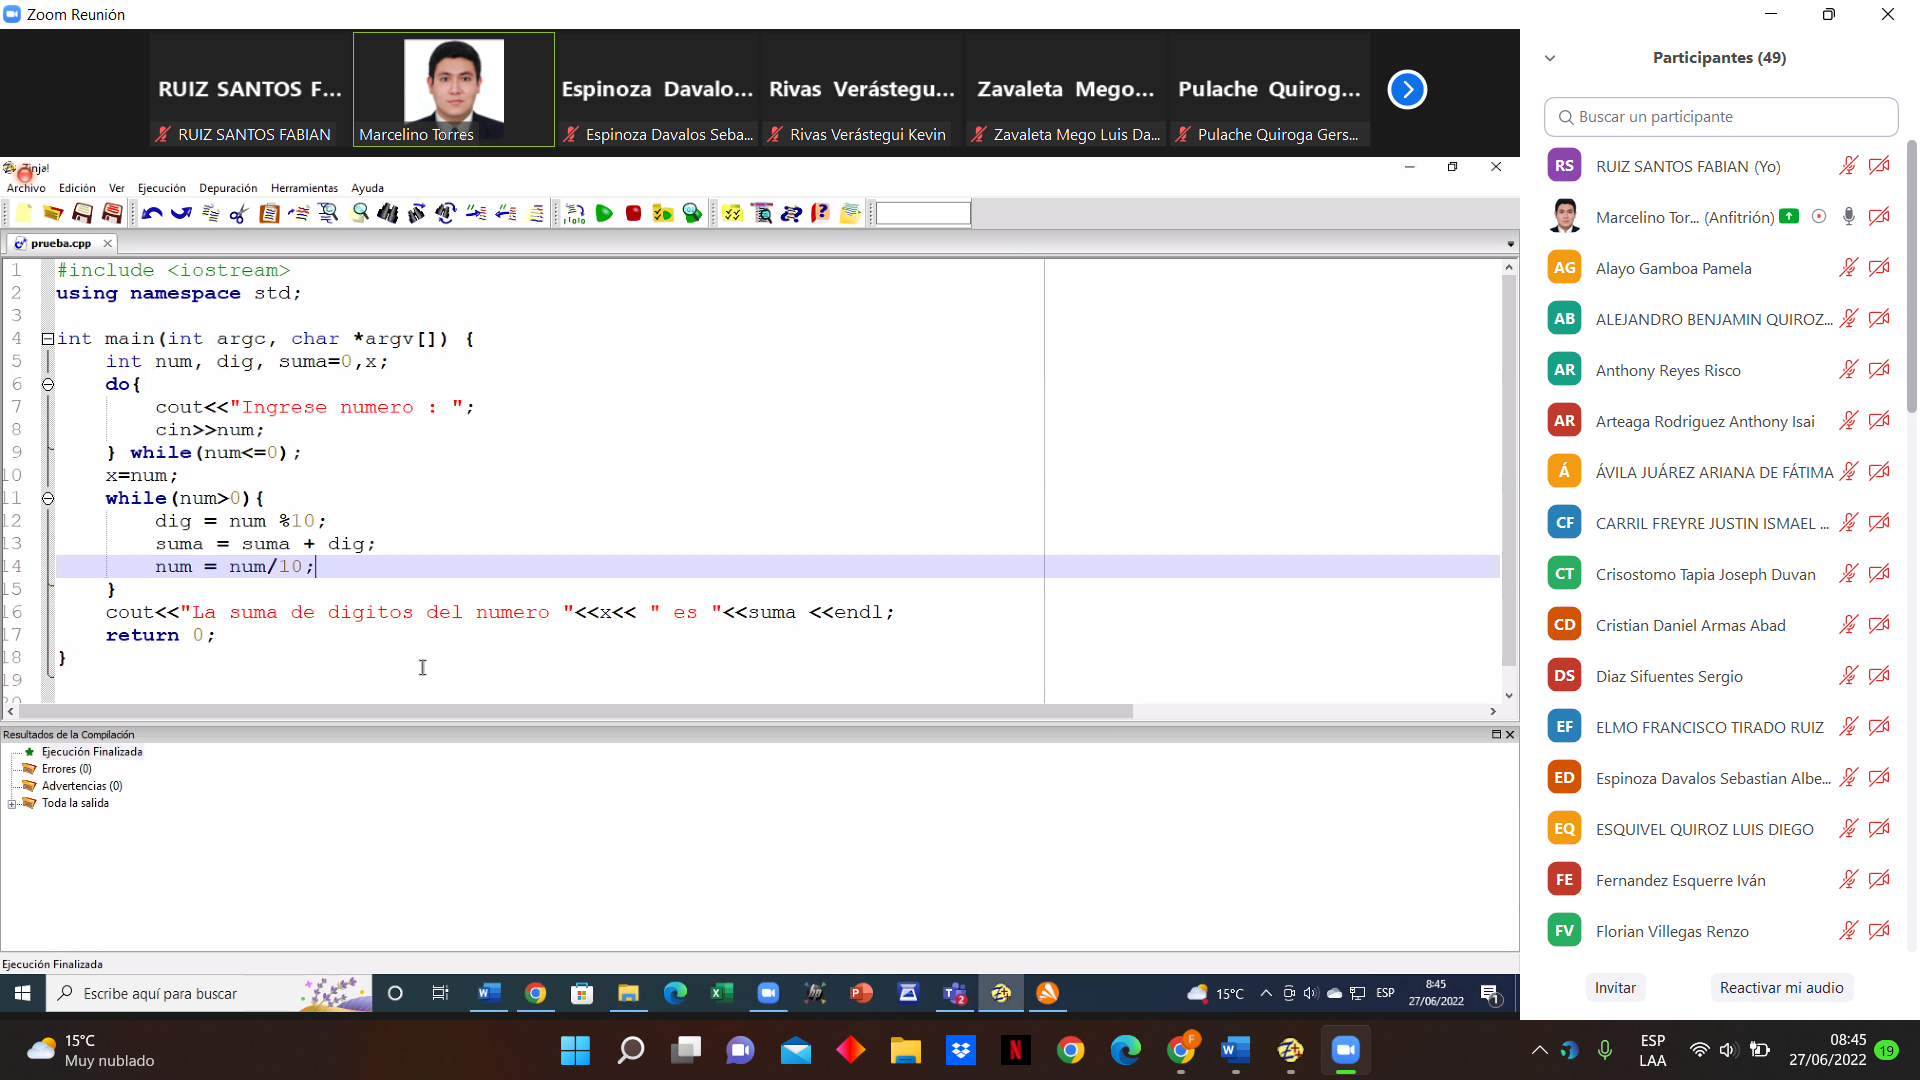 Zoom Reunión
RUIZ SANTOS F...
Espinoza Davalo...
Rivas Verástegu...
Zavaleta Mego...
Pulache Quirog...
RUIZ SANTOS FABIAN
Marcelino Torres
Espinoza Davalos Seba...
Rivas Verástegui Kevin
Zavaleta Mego Luis Da...
Pulache Quiroga Gers...
Archivo Edición Ver Ejecución Depuración Herramientas Ayuda
prueba.cpp
1 #include <iostream>
2 using namespace std;
3
4 int main(int argc, char *argv[]) {
5 int num, dig, suma=0,x;
6 do{
7 cout<<"Ingrese numero : ";
8 cin>>num;
9 } while(num<=0);
10 x=num;
11 while(num>0){
12 dig = num %10;
13 suma = suma + dig;
14 num = num/10;
15 }
16 cout<<"La suma de digitos del numero "<<x<< " es "<<suma <<endl;
17 return 0;
18 }
19
20
Resultados de la Compilación
Ejecución Finalizada
Errores (0)
Advertencias (0)
Toda la salida
Ejecución Finalizada
Escribe aquí para buscar
15°C
ESP
8:45
27/06/2022
1
Participantes (49)
Buscar un participante
RS RUIZ SANTOS FABIAN (Yo)
Marcelino Tor... (Anfitrión)
AG Alayo Gamboa Pamela
AB ALEJANDRO BENJAMIN QUIROZ...
AR Anthony Reyes Risco
AR Arteaga Rodriguez Anthony Isai
Á ÁVILA JUÁREZ ARIANA DE FÁTIMA
CF CARRIL FREYRE JUSTIN ISMAEL ...
CT Crisostomo Tapia Joseph Duvan
CD Cristian Daniel Armas Abad
DS Diaz Sifuentes Sergio
EF ELMO FRANCISCO TIRADO RUIZ
ED Espinoza Davalos Sebastian Albe...
EQ ESQUIVEL QUIROZ LUIS DIEGO
FE Fernandez Esquerre Iván
FV Florian Villegas Renzo
Invitar
Reactivar mi audio
15°C
Muy nublado
ESP
LAA
08:45
27/06/2022
19